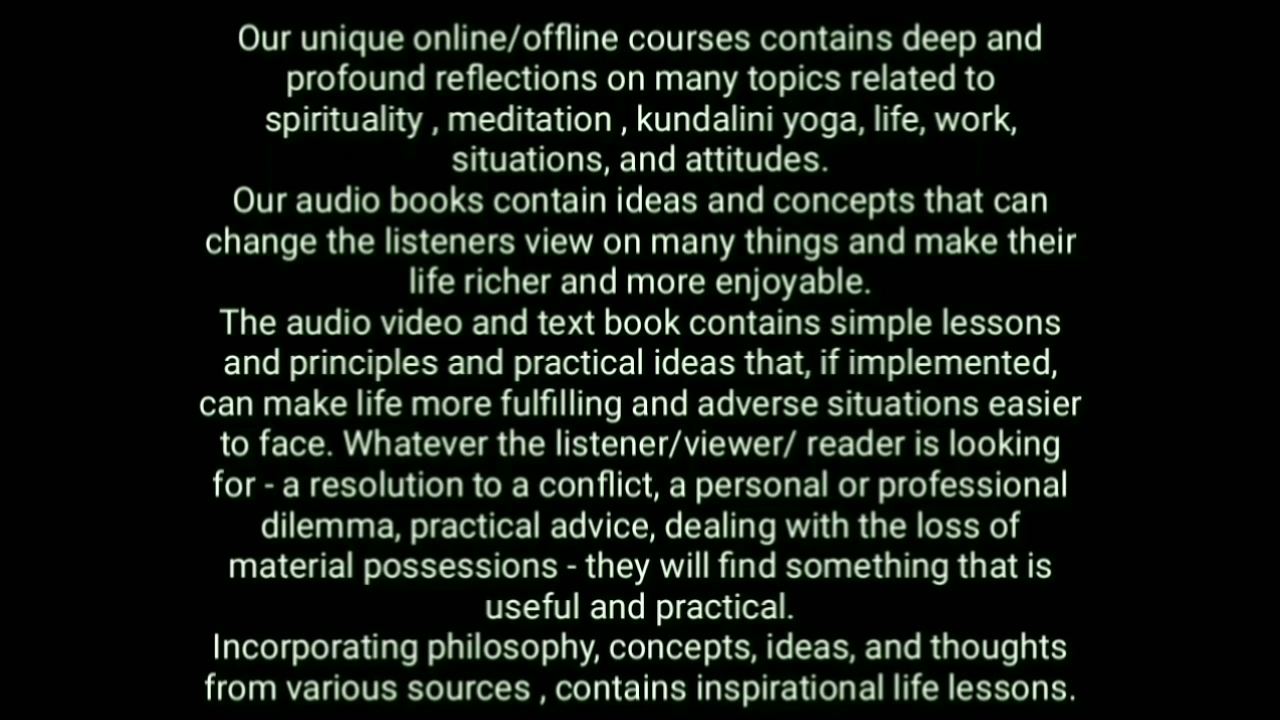 Our unique online/offline courses contains deep and
profound reflections on many topics related to
spirituality , meditation , kundalini yoga, life, work,
situations, and attitudes.
Our audio books contain ideas and concepts that can
change the listeners view on many things and make their
life richer and more enjoyable.
The audio video and text book contains simple lessons
and principles and practical ideas that, if implemented,
can make life more fulfilling and adverse situations easier
to face. Whatever the listener/viewer/ reader is looking
for - a resolution to a conflict, a personal or professional
dilemma, practical advice, dealing with the loss of
material possessions - they will find something that is
useful and practical.
Incorporating philosophy, concepts, ideas, and thoughts
from various sources , contains inspirational life lessons.